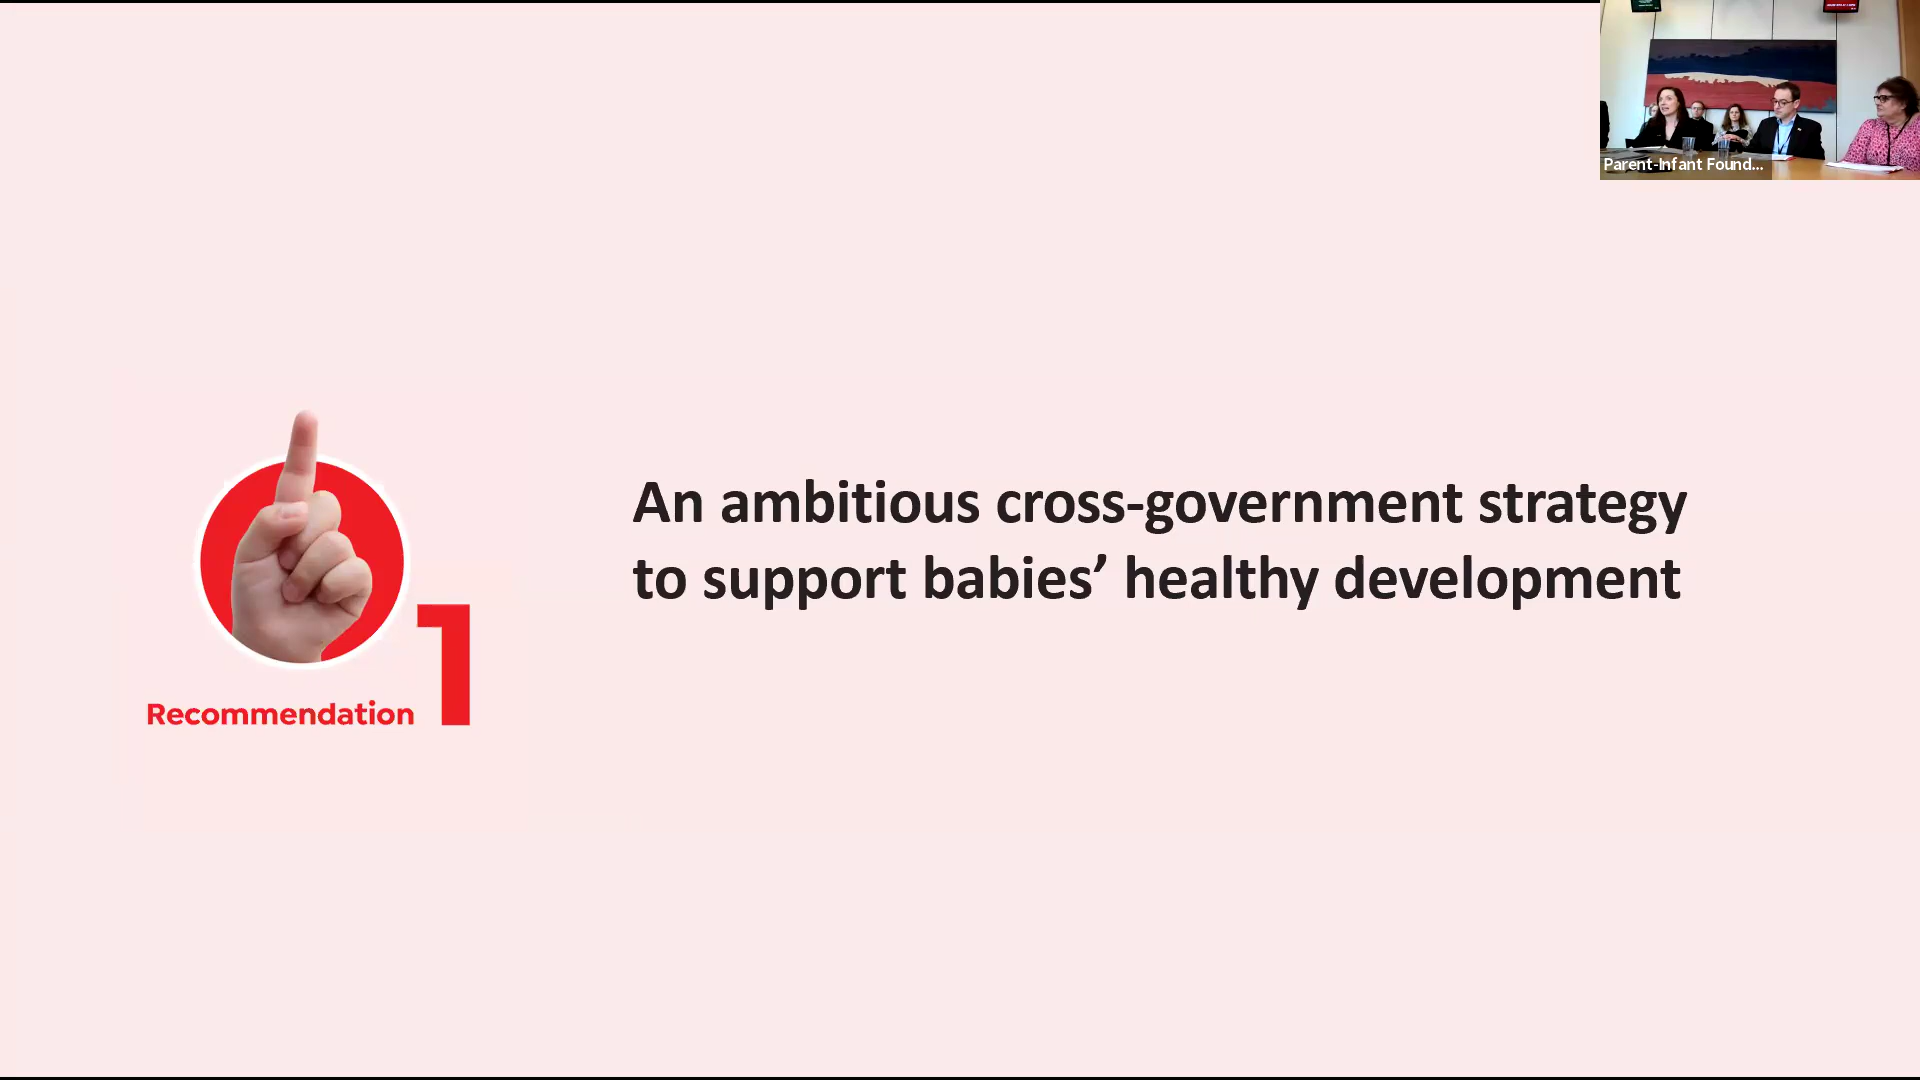 Parent-Infant Found...
An ambitious cross-government strategy
to support babies’ healthy development
Recommendation 1